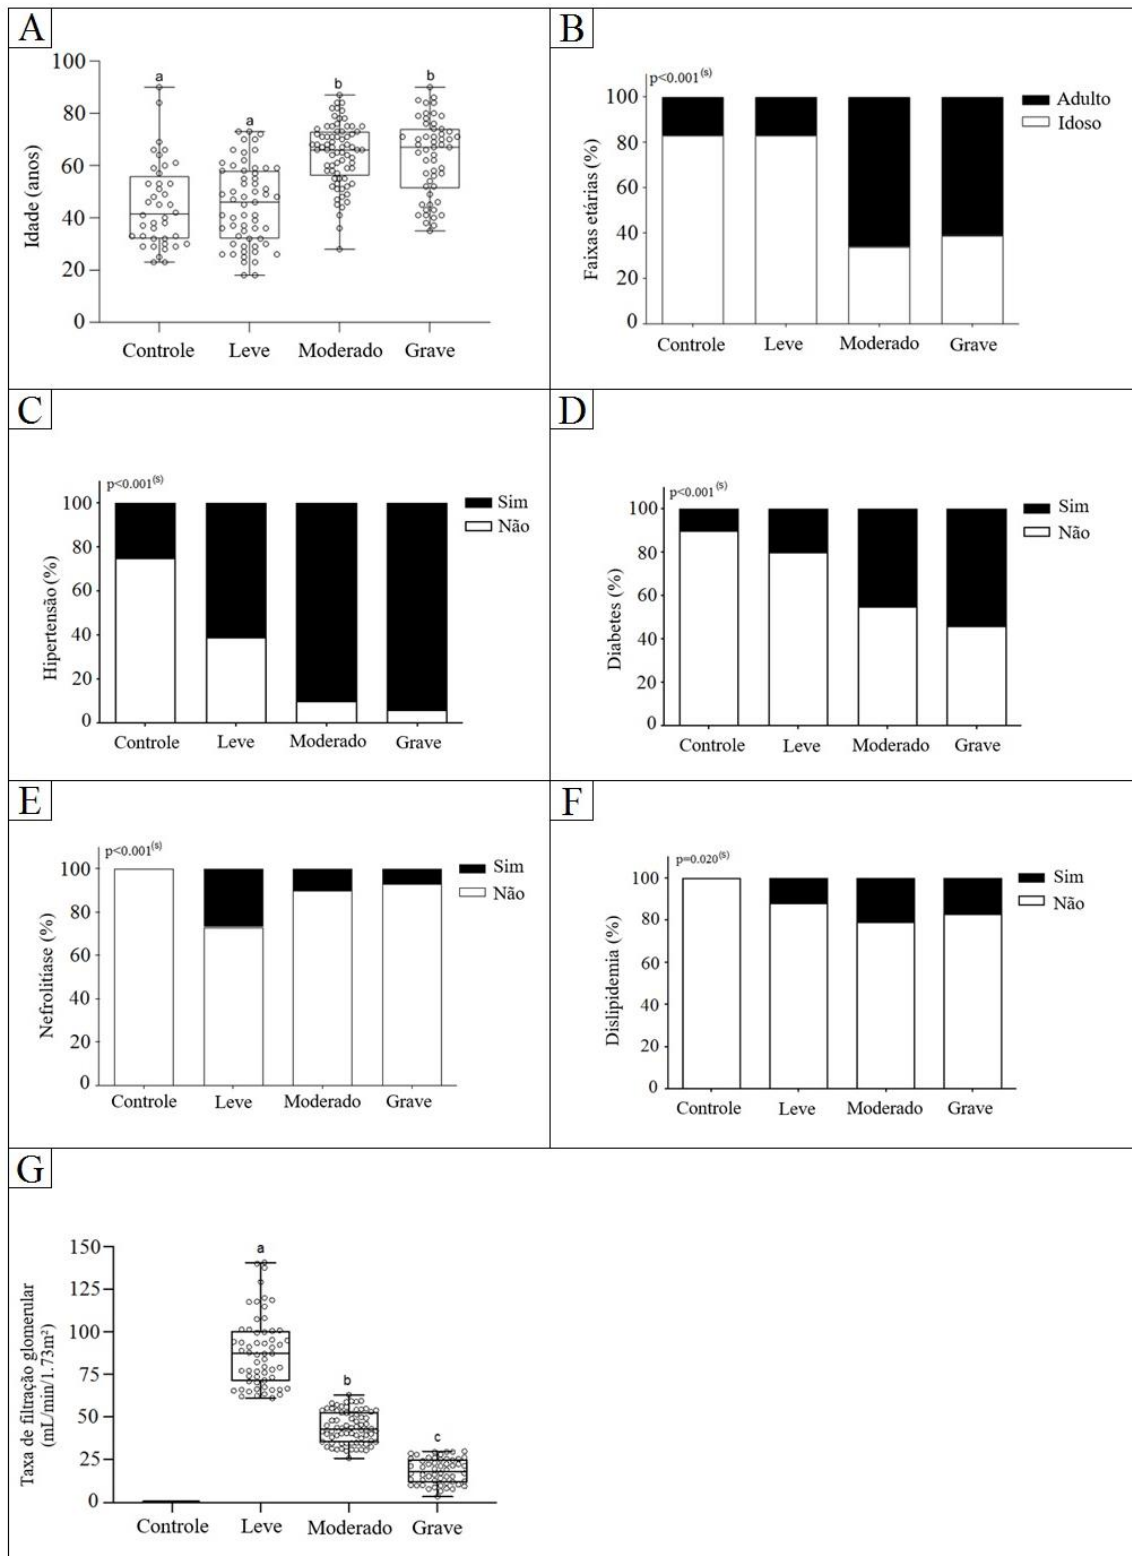 A
100
80
60
40
20
0
Idade (anos)
a
a
b
b
Controle
Leve
Moderado
Grave
B
p<0.001(s)
100
80
60
40
20
0
Faixas etárias (%)
Adulto
Idoso
Controle
Leve
Moderado
Grave
C
p<0.001(s)
100
80
60
40
20
0
Hipertensão (%)
Sim
Não
Controle
Leve
Moderado
Grave
D
p<0.001(s)
100
80
60
40
20
0
Diabetes (%)
Sim
Não
Controle
Leve
Moderado
Grave
E
p<0.001(s)
100
80
60
40
20
0
Nefrolitíase (%)
Sim
Não
Controle
Leve
Moderado
Grave
F
p=0.020(s)
100
80
60
40
20
0
Dislipidemia (%)
Sim
Não
Controle
Leve
Moderado
Grave
G
150
125
100
75
50
25
0
Taxa de filtração glomerular
(mL/min/1.73m²)
a
b
c
Controle
Leve
Moderado
Grave